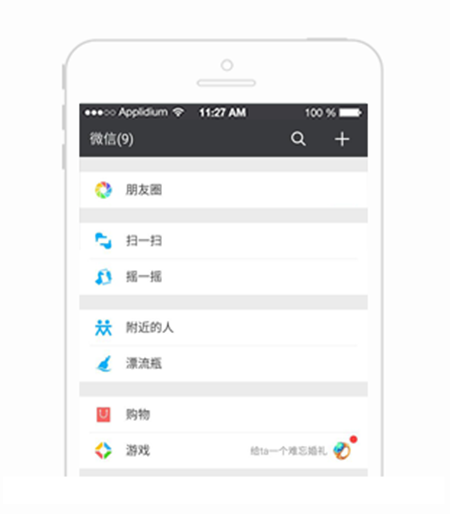 Applidium 11:27 AM 100 %
微信(9)
朋友圈
扫一扫
摇一摇
附近的人
漂流瓶
购物
游戏 给ta一个难忘婚礼